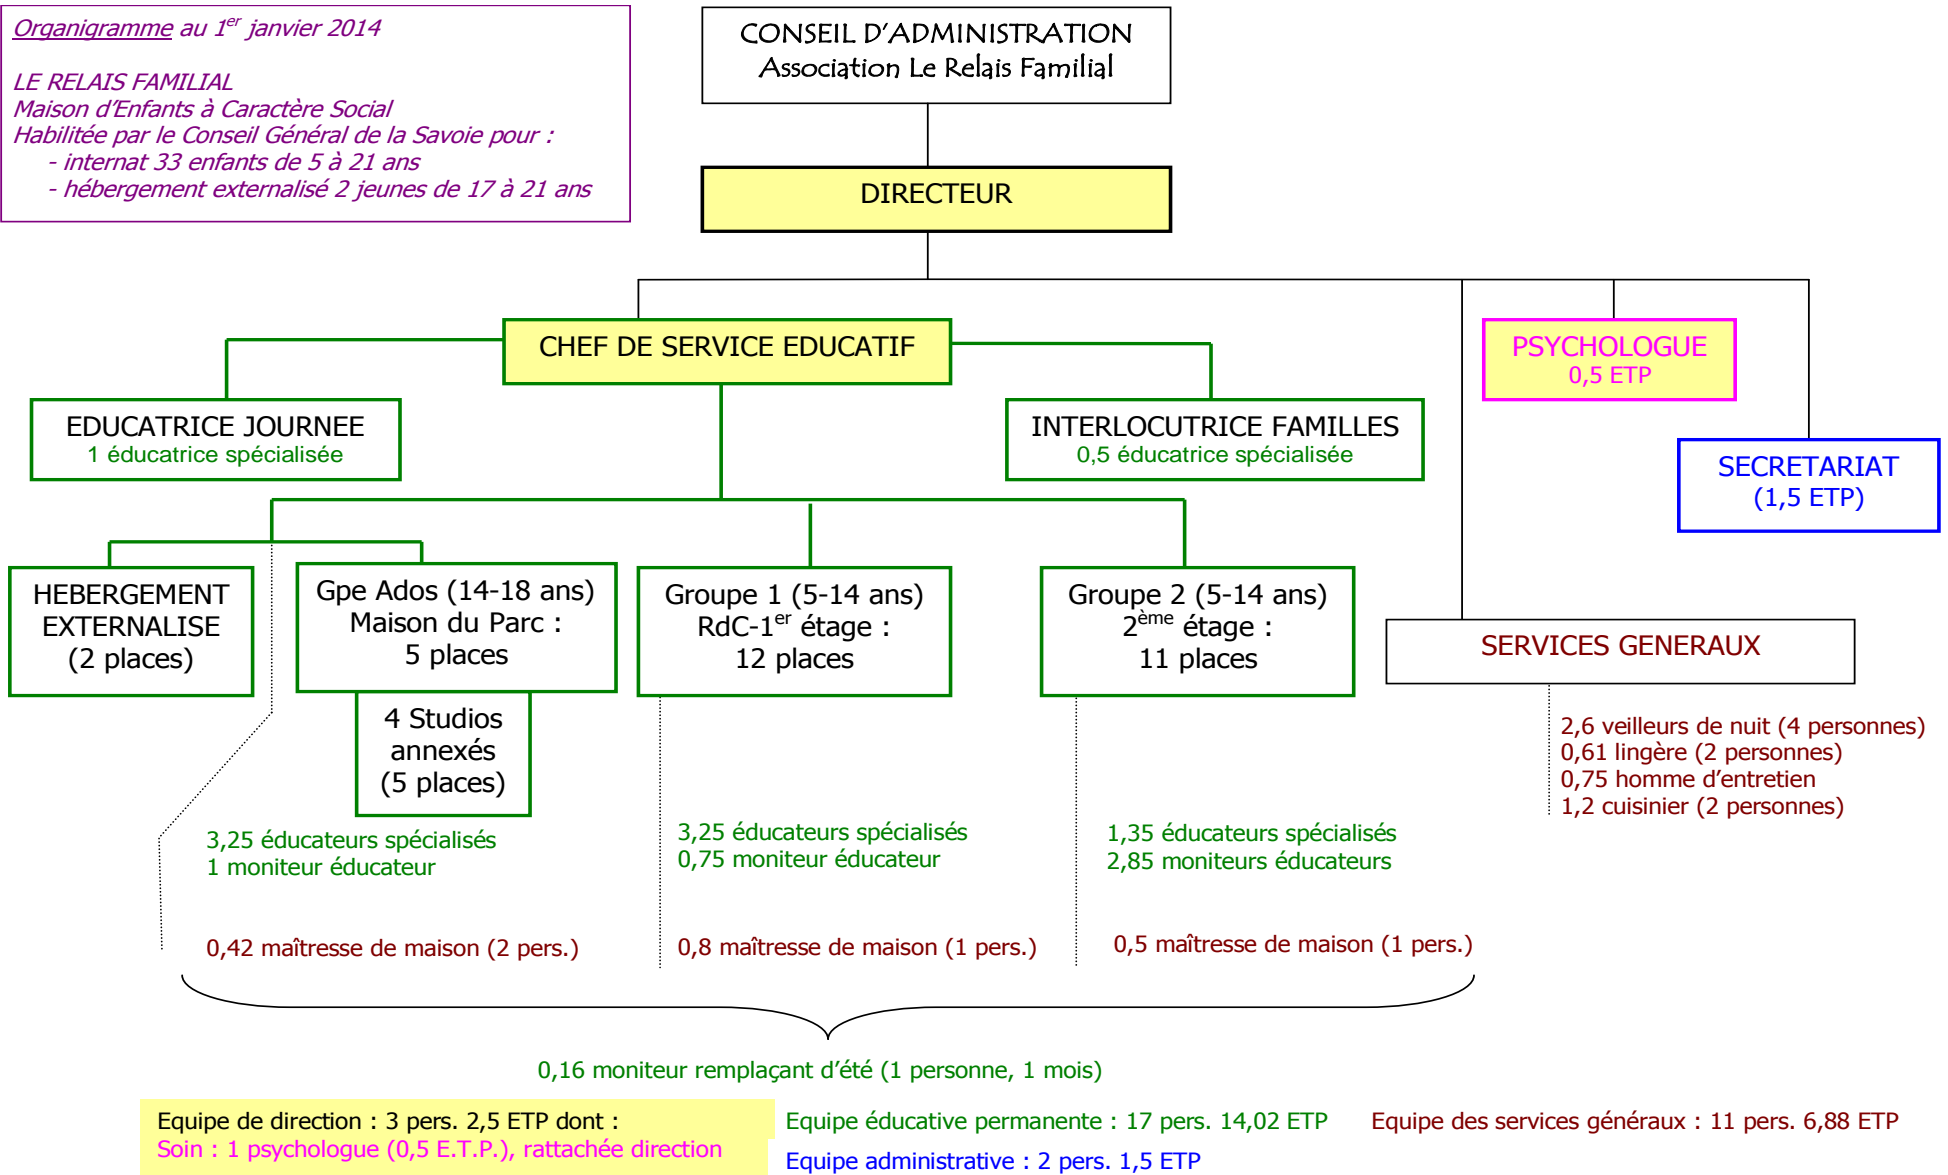 Organigramme au 1er janvier 2014
LE RELAIS FAMILIAL
Maison d'Enfants à Caractère Social
Habilitée par le Conseil Général de la Savoie pour :
- internat 33 enfants de 5 à 21 ans
- hébergement externalisé 2 jeunes de 17 à 21 ans
CONSEIL D'ADMINISTRATION
Association Le Relais Familial
DIRECTEUR
CHEF DE SERVICE EDUCATIF
PSYCHOLOGUE
0,5 ETP
EDUCATRICE JOURNEE
1 éducatrice spécialisée
INTERLOCUTRICE FAMILLES
0,5 éducatrice spécialisée
SECRETARIAT
(1,5 ETP)
HEBERGEMENT
EXTERNALISE
(2 places)
Gpe Ados (14-18 ans)
Maison du Parc :
5 places
4 Studios
annexés
(5 places)
Groupe 1 (5-14 ans)
RdC-1er étage :
12 places
Groupe 2 (5-14 ans)
2ème étage :
11 places
SERVICES GENERAUX
2,6 veilleurs de nuit (4 personnes)
0,61 lingère (2 personnes)
0,75 homme d'entretien
1,2 cuisinier (2 personnes)
3,25 éducateurs spécialisés
1 moniteur éducateur
3,25 éducateurs spécialisés
0,75 moniteur éducateur
1,35 éducateurs spécialisés
2,85 moniteurs éducateurs
0,42 maîtresse de maison (2 pers.)
0,8 maîtresse de maison (1 pers.)
0,5 maîtresse de maison (1 pers.)
0,16 moniteur remplaçant d'été (1 personne, 1 mois)
Equipe de direction : 3 pers. 2,5 ETP dont :
Soin : 1 psychologue (0,5 E.T.P.), rattachée direction
Equipe éducative permanente : 17 pers. 14,02 ETP
Equipe administrative : 2 pers. 1,5 ETP
Equipe des services généraux : 11 pers. 6,88 ETP